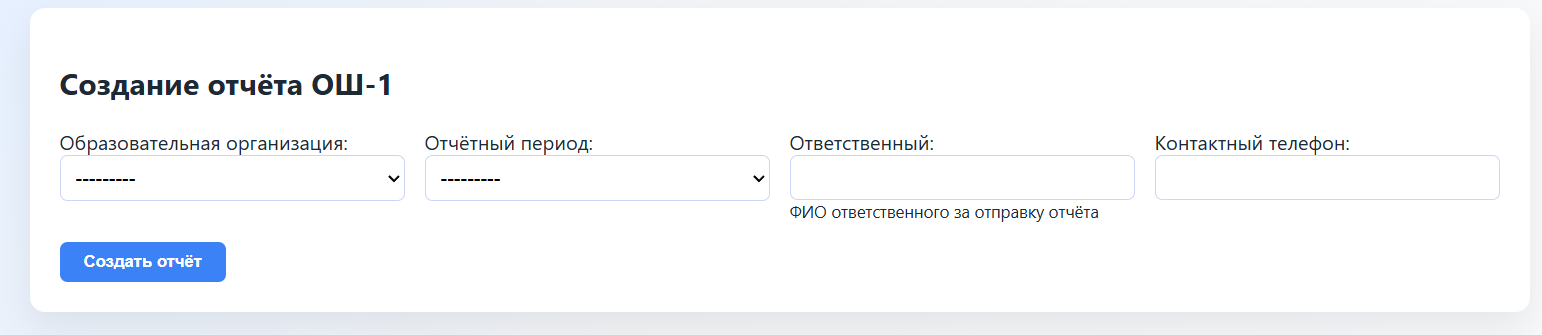 Создание отчёта ОШ-1
Образовательная организация: Отчётный период: Ответственный: Контактный телефон:
--------- ---------
ФИО ответственного за отправку отчёта
Создать отчёт